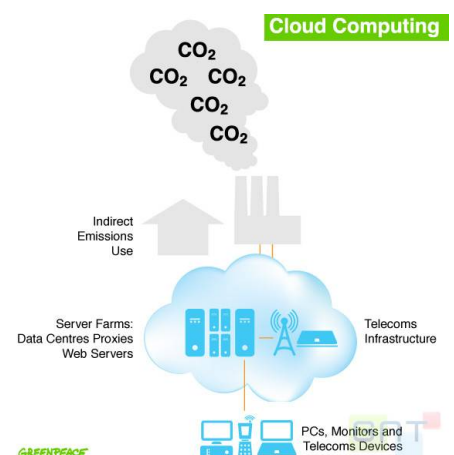 Cloud Computing
CO₂
CO₂ CO₂
CO₂
CO₂
Indirect
Emissions
Use
Server Farms:
Data Centres Proxies
Web Servers
Telecoms
Infrastructure
PCs, Monitors and
Telecoms Devices
GREENPEACE